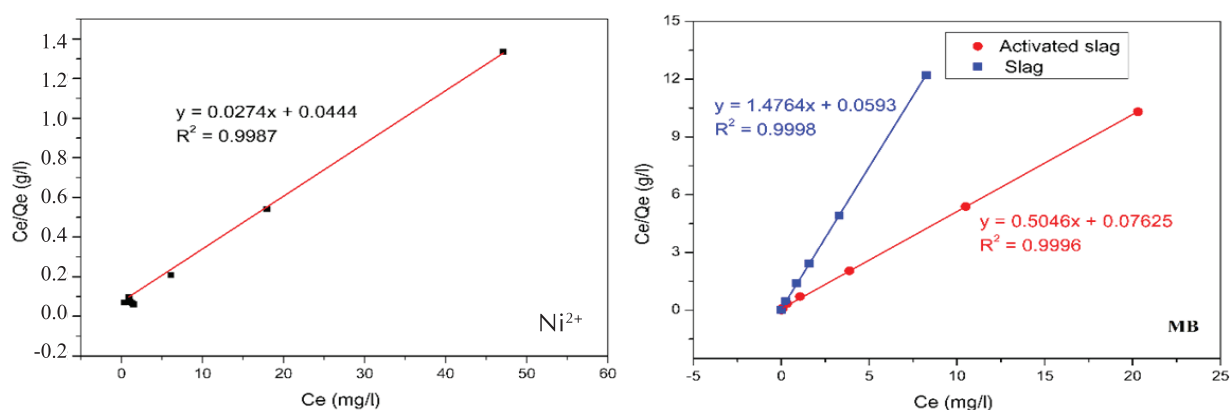 1.4
1.2
1.0
0.8
0.6
0.4
0.2
0.0
-0.2
Ce/Qe (g/l)
y = 0.0274x + 0.0444
R² = 0.9987
Ni²⁺
0
10
20
30
40
50
60
Ce (mg/l)
15
12
9
6
3
0
Ce/Qe (g/l)
Activated slag
Slag
y = 1.4764x + 0.0593
R² = 0.9998
y = 0.5046x + 0.07625
R² = 0.9996
MB
-5
0
5
10
15
20
25
Ce (mg/l)